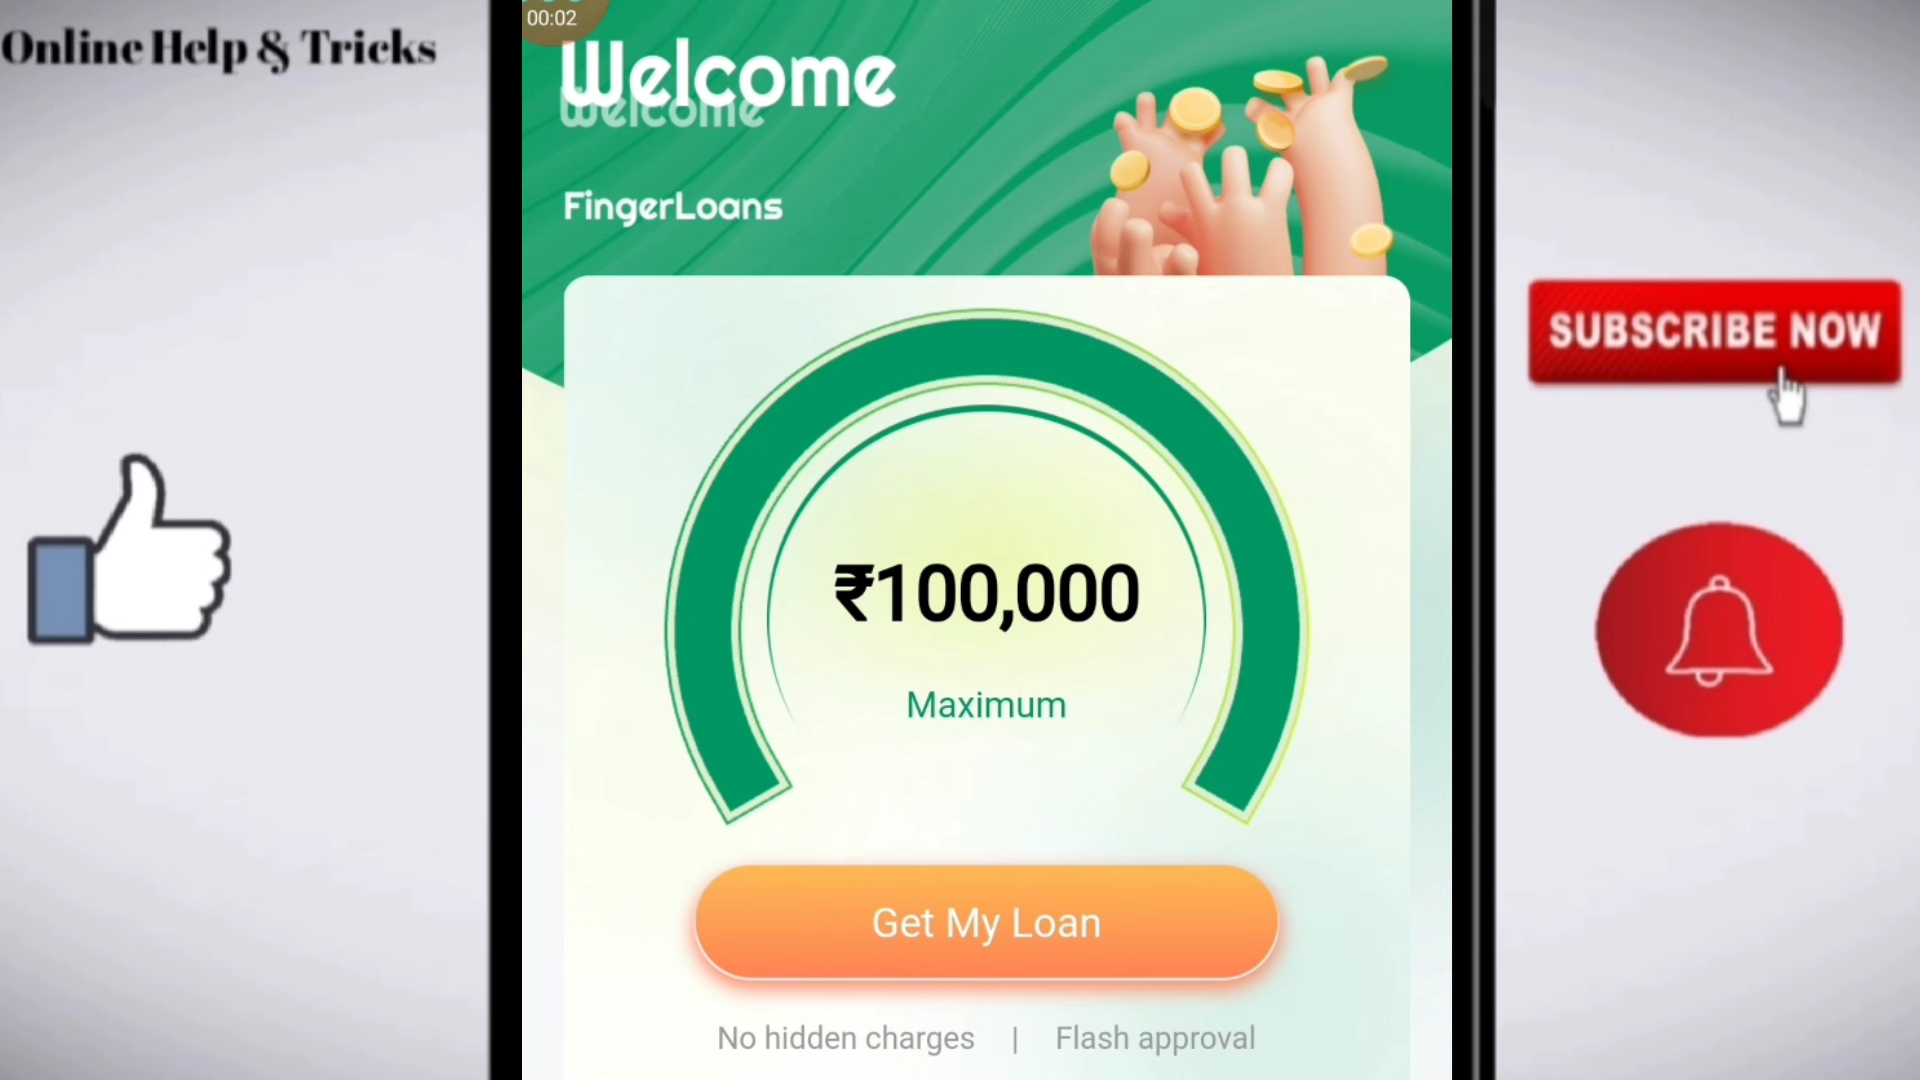 Online Help & Tricks
00:02
Welcome
Welcome
FingerLoans
SUBSCRIBE NOW
₹100,000
Maximum
Get My Loan
No hidden charges | Flash approval